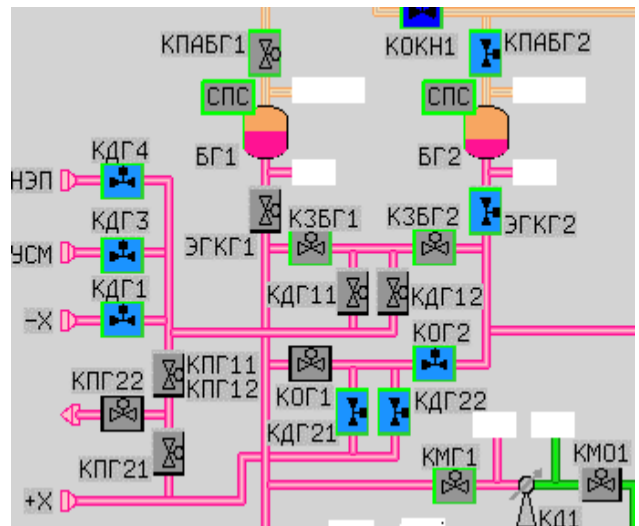 КПАБГ1
КОКН1
КПАБГ2
СПС
СПС
БГ1
БГ2
КДГ4
НЭП
КДГ3
УСМ
КДГ1
-X
ЭГКГ1
КЗБГ1
КЗБГ2
ЭГКГ2
КДГ11
КДГ12
КОГ2
КПГ11
КПГ12
КПГ22
КОГ1
КДГ22
КДГ21
КПГ21
КМГ1
КМО1
+X
КД1